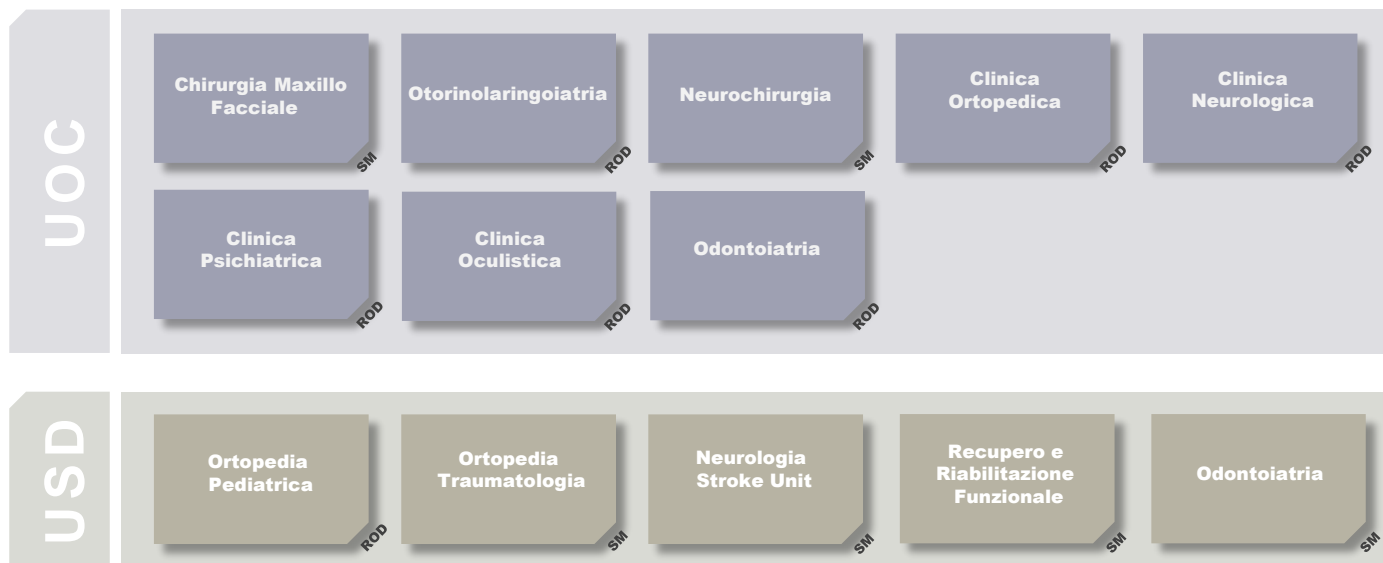 UOC
Chirurgia Maxillo
Facciale
SM
Otorinolaringoiatria
ROD
Neurochirurgia
SM
Clinica
Ortopedica
ROD
Clinica
Neurologica
ROD
Clinica
Psichiatrica
ROD
Clinica
Oculistica
ROD
Odontoiatria
ROD
USD
Ortopedia
Pediatrica
ROD
Ortopedia
Traumatologia
SM
Neurologia
Stroke Unit
SM
Recupero e
Riabilitazione
Funzionale
SM
Odontoiatria
SM